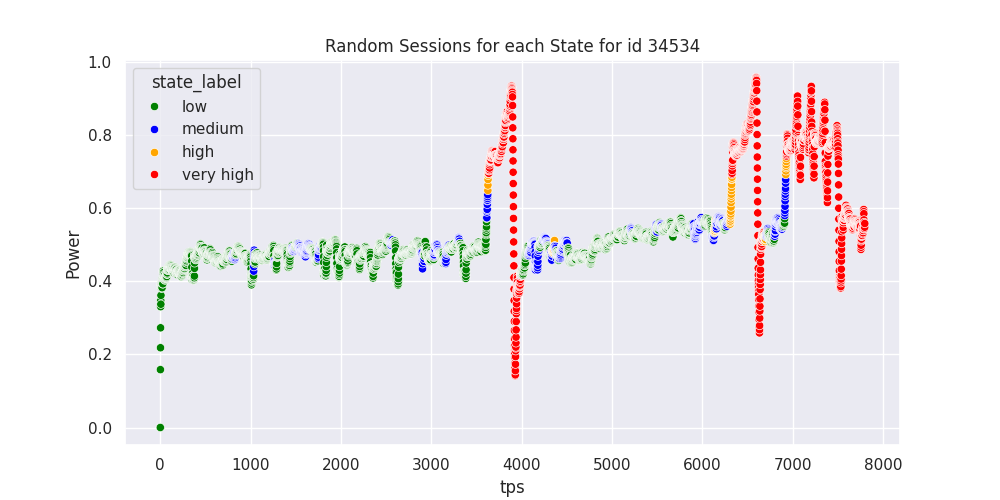 Random Sessions for each State for id 34534
state_label
low
medium
high
very high
Power
1.0
0.8
0.6
0.4
0.2
0.0
0 1000 2000 3000 4000 5000 6000 7000 8000
tps